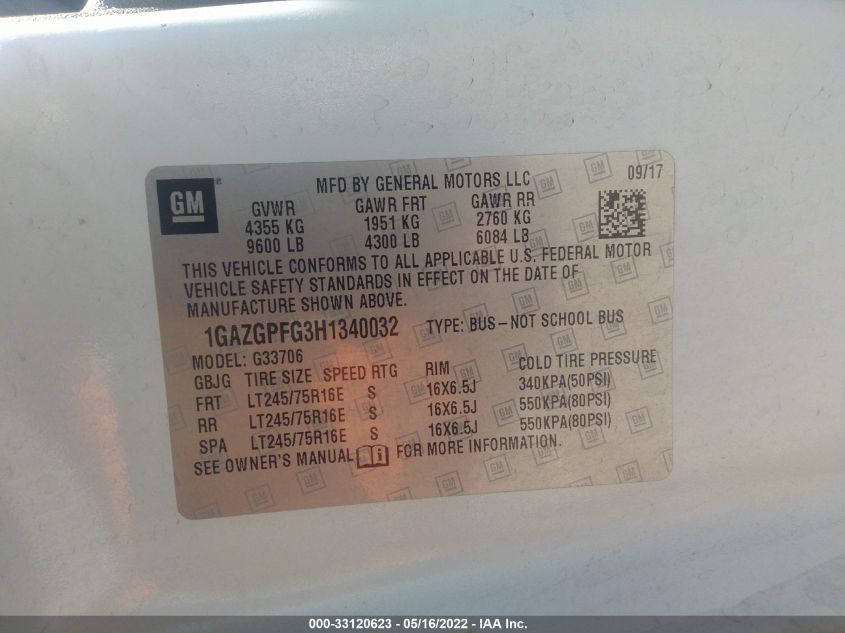 GM
MFD BY GENERAL MOTORS LLC
09/17
GVWR GAWR FRT GAWR RR
4355 KG 1951 KG 2760 KG
9600 LB 4300 LB 6084 LB
THIS VEHICLE CONFORMS TO ALL APPLICABLE U.S. FEDERAL MOTOR
VEHICLE SAFETY STANDARDS IN EFFECT ON THE DATE OF
MANUFACTURE SHOWN ABOVE.
1GAZGPFG3H1340032 TYPE: BUS–NOT SCHOOL BUS
MODEL: G33706
GBJG TIRE SIZE SPEED RTG RIM COLD TIRE PRESSURE
FRT LT245/75R16E S 16X6.5J 340KPA(50PSI)
RR LT245/75R16E S 16X6.5J 550KPA(80PSI)
SPA LT245/75R16E S 16X6.5J 550KPA(80PSI)
SEE OWNER'S MANUAL FOR MORE INFORMATION.
000-33120623 - 05/16/2022 - IAA Inc.